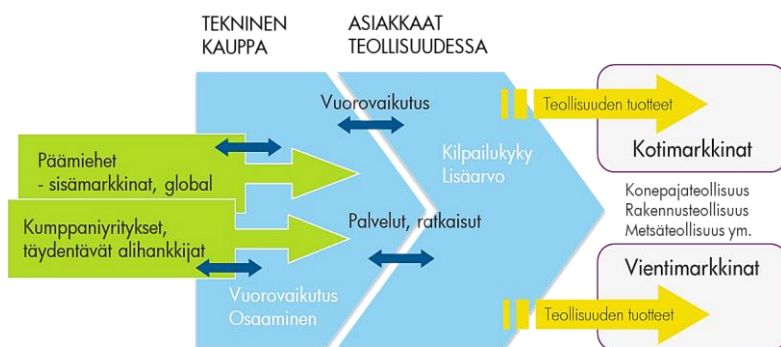 TEKNINEN
KAUPPA
ASIAKKAAT
TEOLLISUUDESSA
Vuorovaikutus
Teollisuuden tuotteet
Päämiehet
- sisämarkkinat, global
Kilpailukyky
Lisäarvo
Kotimarkkinat
Kumppaniyritykset,
täydentävät alihankkijat
Palvelut, ratkaisut
Konepajateollisuus
Rakennusteollisuus
Metsäteollisuus ym.
Vuorovaikutus
Osaaminen
Vientimarkkinat
Teollisuuden tuotteet